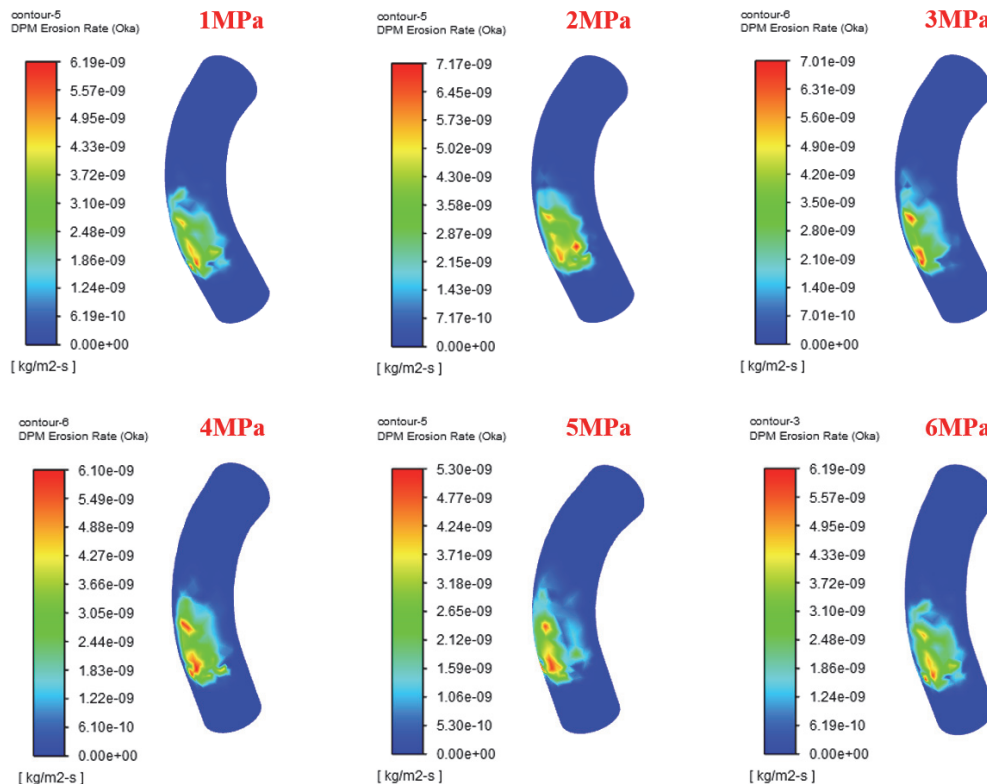 contour-5
DPM Erosion Rate (Oka)
1MPa
6.19e-09
5.57e-09
4.95e-09
4.33e-09
3.72e-09
3.10e-09
2.48e-09
1.86e-09
1.24e-09
6.19e-10
0.00e+00
[ kg/m2-s ]
contour-5
DPM Erosion Rate (Oka)
2MPa
7.17e-09
6.45e-09
5.73e-09
5.02e-09
4.30e-09
3.58e-09
2.87e-09
2.15e-09
1.43e-09
7.17e-10
0.00e+00
[ kg/m2-s ]
contour-6
DPM Erosion Rate (Oka)
3MPa
7.01e-09
6.31e-09
5.60e-09
4.90e-09
4.20e-09
3.50e-09
2.80e-09
2.10e-09
1.40e-09
7.01e-10
0.00e+00
[ kg/m2-s ]
contour-6
DPM Erosion Rate (Oka)
4MPa
6.10e-09
5.49e-09
4.88e-09
4.27e-09
3.66e-09
3.05e-09
2.44e-09
1.83e-09
1.22e-09
6.10e-10
0.00e+00
[ kg/m2-s ]
contour-5
DPM Erosion Rate (Oka)
5MPa
5.30e-09
4.77e-09
4.24e-09
3.71e-09
3.18e-09
2.65e-09
2.12e-09
1.59e-09
1.06e-09
5.30e-10
0.00e+00
[ kg/m2-s ]
contour-3
DPM Erosion Rate (Oka)
6MPa
6.19e-09
5.57e-09
4.95e-09
4.33e-09
3.72e-09
3.10e-09
2.48e-09
1.86e-09
1.24e-09
6.19e-10
0.00e+00
[ kg/m2-s ]